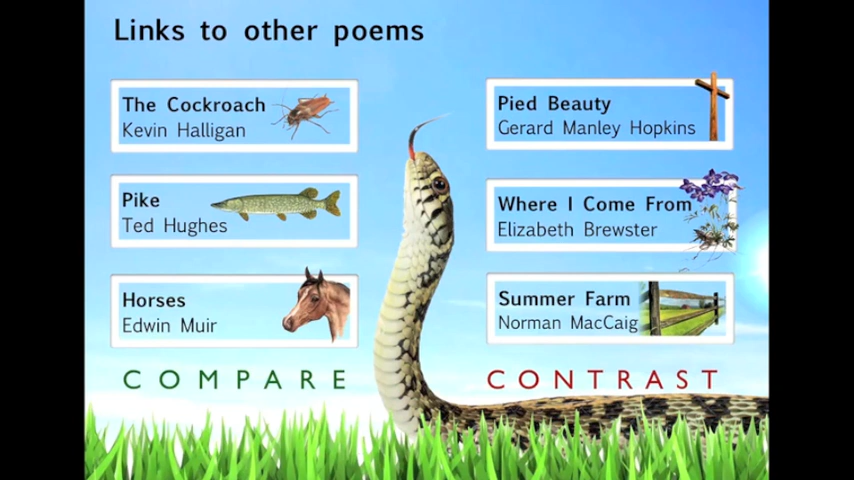 Links to other poems
The Cockroach
Kevin Halligan
Pike
Ted Hughes
Horses
Edwin Muir
COMPARE
Pied Beauty
Gerard Manley Hopkins
Where I Come From
Elizabeth Brewster
Summer Farm
Norman MacCaig
CONTRAST